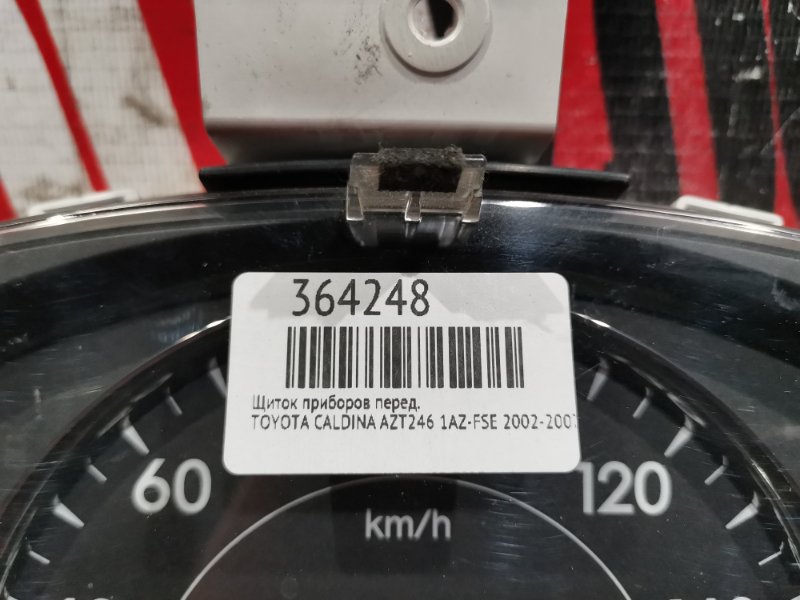 364248
Щиток приборов перед.
TOYOTA CALDINA AZT246 1AZ-FSE 2002-2007
60
120
km/h